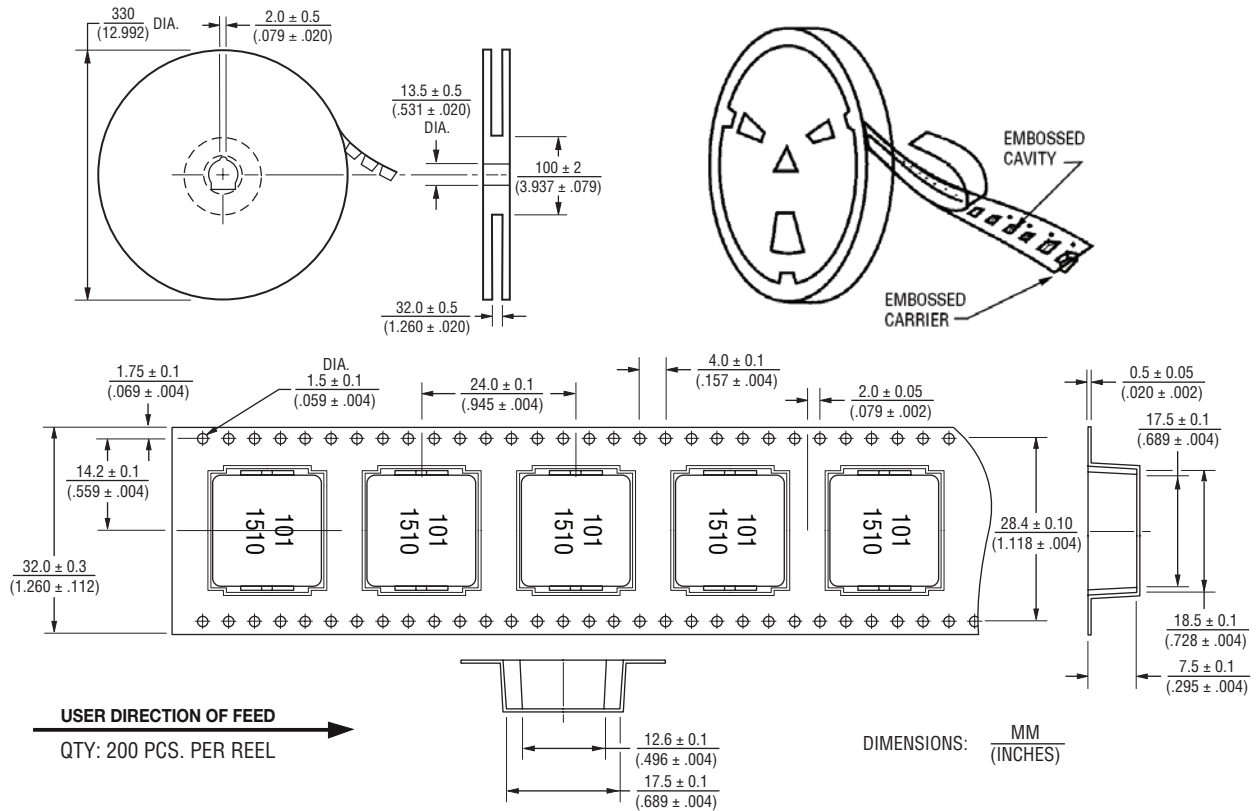 330
(12.992)
DIA.
2.0 ± 0.5
(.079 ± .020)
13.5 ± 0.5
(.531 ± .020)
DIA.
100 ± 2
(3.937 ± .079)
32.0 ± 0.5
(1.260 ± .020)
EMBOSSED
CAVITY
EMBOSSED
CARRIER
1.75 ± 0.1
(.069 ± .004)
DIA.
1.5 ± 0.1
(.059 ± .004)
24.0 ± 0.1
(.945 ± .004)
4.0 ± 0.1
(.157 ± .004)
2.0 ± 0.05
(.079 ± .002)
0.5 ± 0.05
(.020 ± .002)
17.5 ± 0.1
(.689 ± .004)
14.2 ± 0.1
(.559 ± .004)
32.0 ± 0.3
(1.260 ± .112)
101
1510
101
1510
101
1510
101
1510
101
1510
28.4 ± 0.10
(1.118 ± .004)
18.5 ± 0.1
(.728 ± .004)
7.5 ± 0.1
(.295 ± .004)
USER DIRECTION OF FEED
QTY: 200 PCS. PER REEL
12.6 ± 0.1
(.496 ± .004)
17.5 ± 0.1
(.689 ± .004)
DIMENSIONS:
MM
(INCHES)